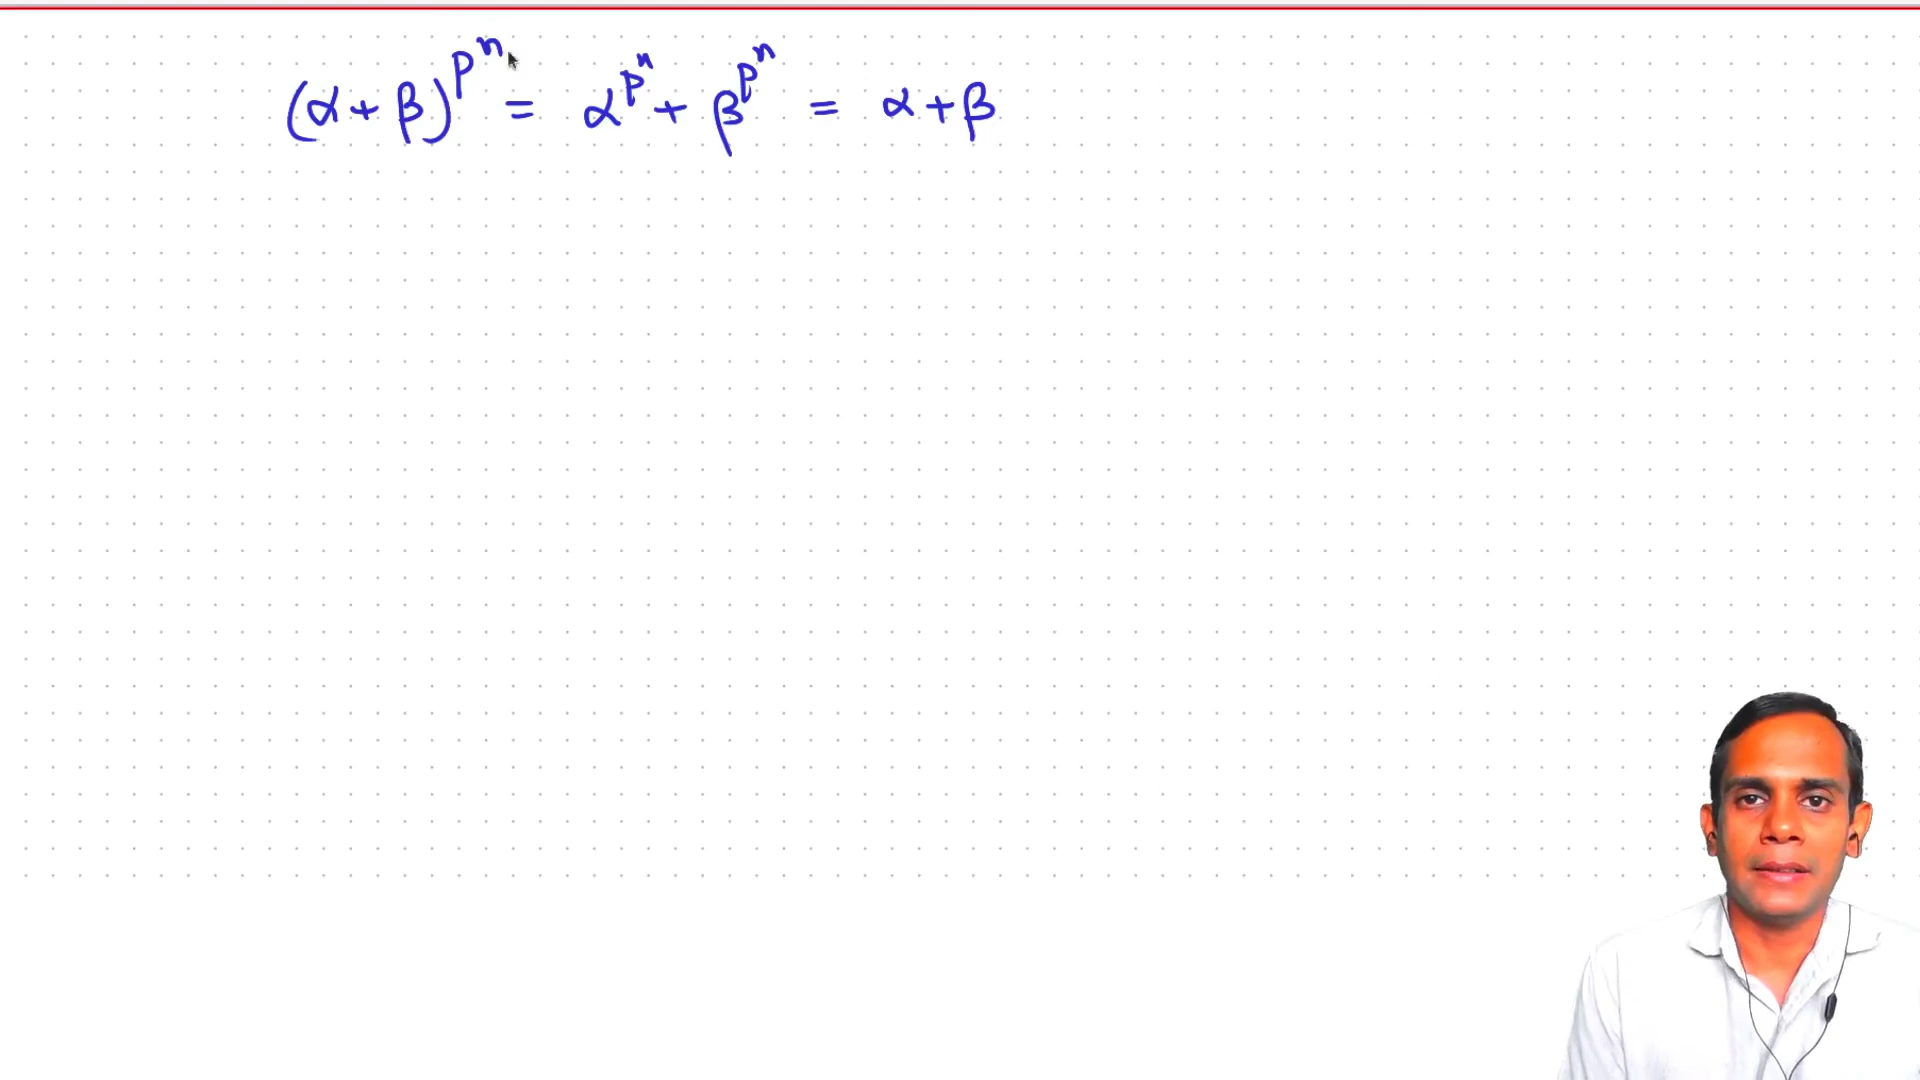 (α + β)^{p^n} = α^{p^n} + β^{p^n} = α + β